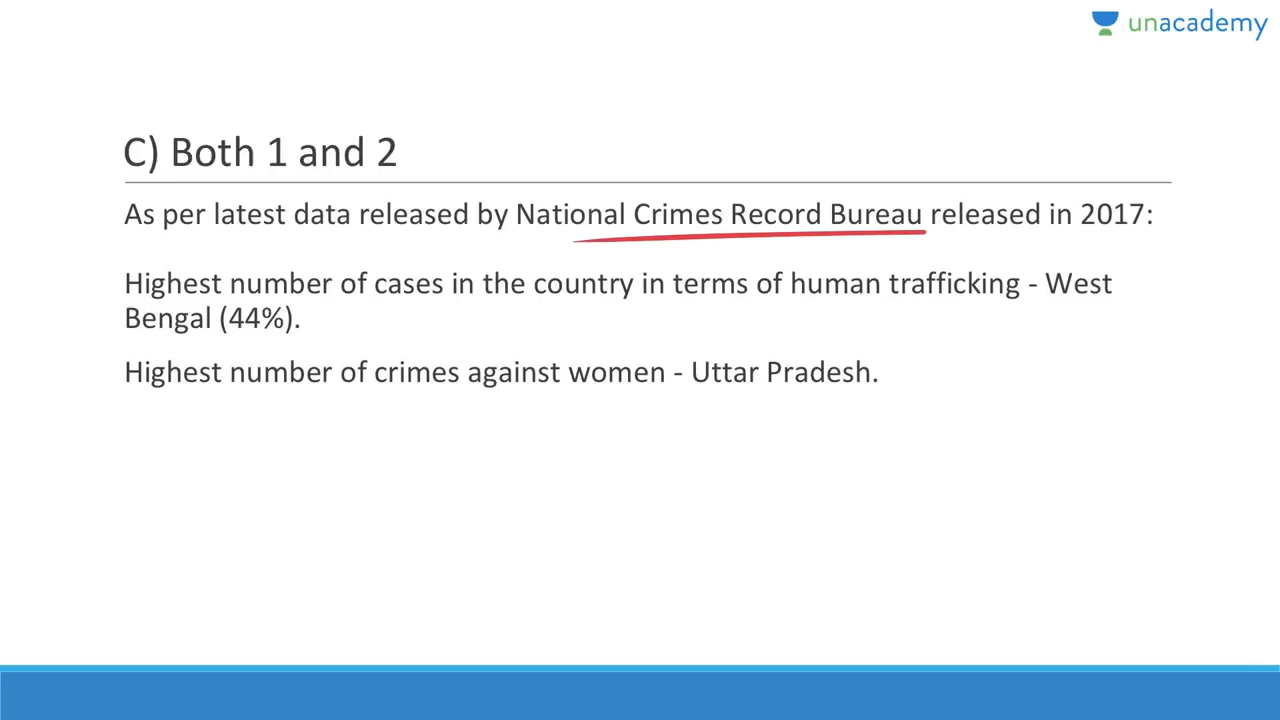 unacademy
C) Both 1 and 2
As per latest data released by National Crimes Record Bureau released in 2017:
Highest number of cases in the country in terms of human trafficking - West
Bengal (44%).
Highest number of crimes against women - Uttar Pradesh.